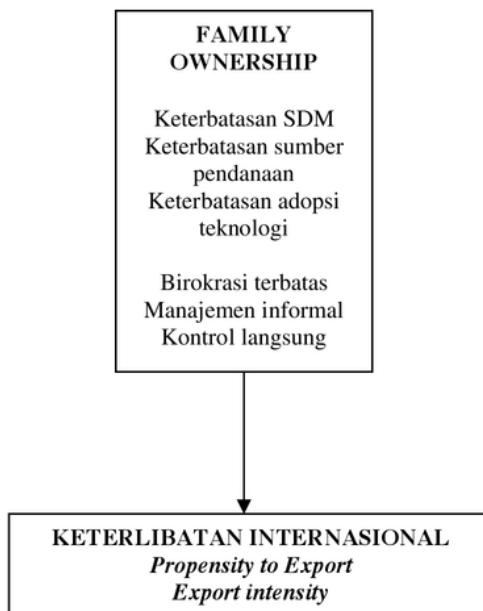 FAMILY
OWNERSHIP
Keterbatasan SDM
Keterbatasan sumber
pendanaan
Keterbatasan adopsi
teknologi
Birokrasi terbatas
Manajemen informal
Kontrol langsung
KETERLIBATAN INTERNASIONAL
Propensity to Export
Export intensity